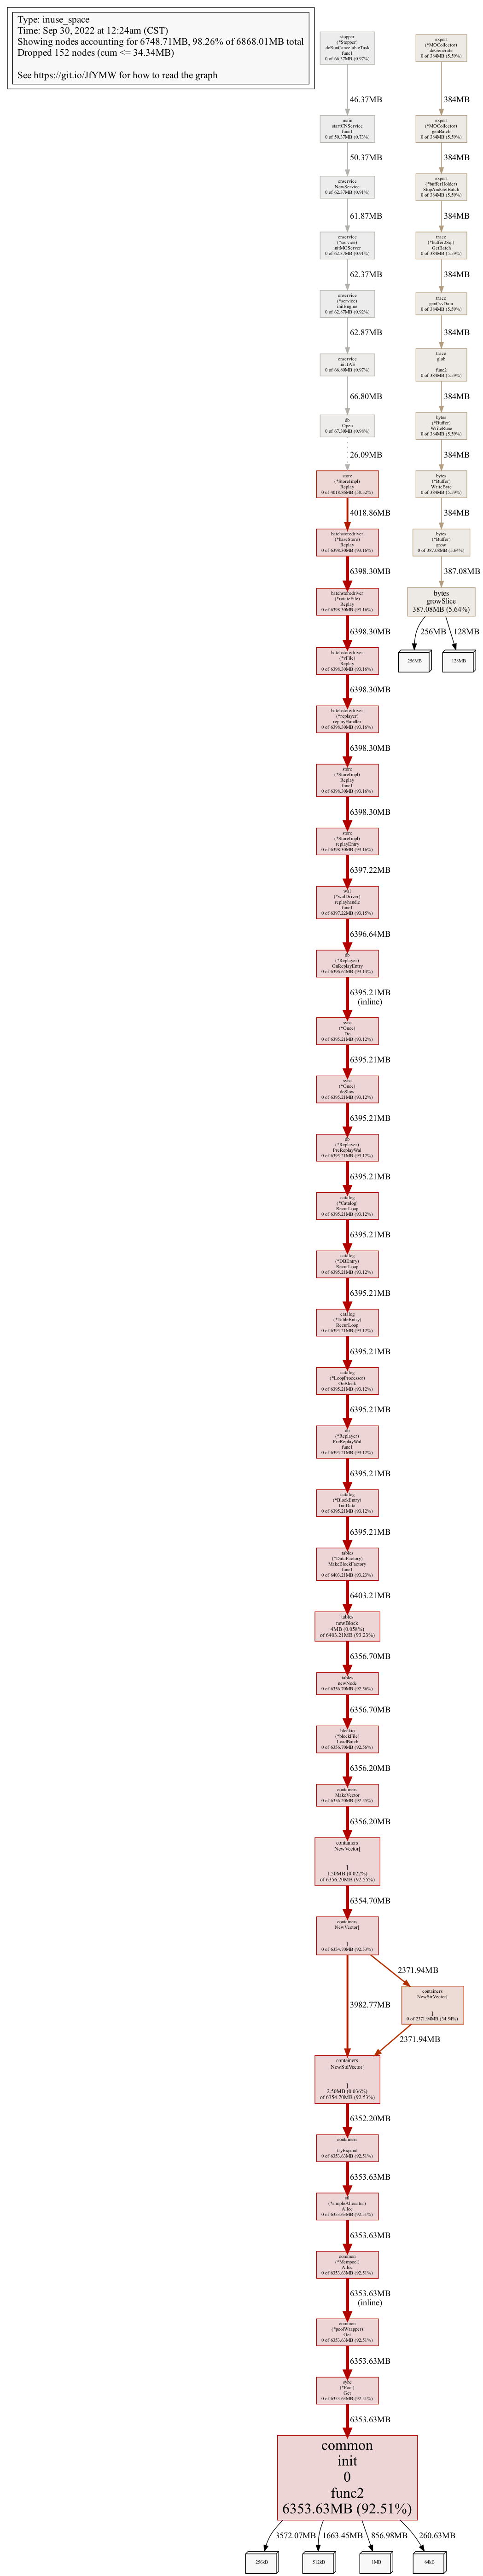 Type: inuse_space
Time: Sep 30, 2022 at 12:24am (CST)
Showing nodes accounting for 6748.71MB, 98.26% of 6868.01MB total
Dropped 152 nodes (cum <= 34.34MB)
See https://git.io/JfYMW for how to read the graph
stopper
(*Stopper)
doRunCancelableTask
func1
0 of 66.37MB (0.97%)
46.37MB
main
startCNService
func1
0 of 50.37MB (0.73%)
50.37MB
cnservice
NewService
0 of 62.37MB (0.91%)
61.87MB
cnservice
(*service)
initMOServer
0 of 62.37MB (0.91%)
62.37MB
cnservice
(*service)
initEngine
0 of 62.87MB (0.92%)
62.87MB
cnservice
initTAE
0 of 66.80MB (0.97%)
66.80MB
db
Open
0 of 67.30MB (0.98%)
26.09MB
store
(*StoreImpl)
Replay
0 of 4018.86MB (58.52%)
4018.86MB
batchstoredriver
(*baseStore)
Replay
0 of 6398.30MB (93.16%)
6398.30MB
batchstoredriver
(*rotateFile)
Replay
0 of 6398.30MB (93.16%)
6398.30MB
batchstoredriver
(*vFile)
Replay
0 of 6398.30MB (93.16%)
6398.30MB
batchstoredriver
(*replayer)
replayHandler
0 of 6398.30MB (93.16%)
6398.30MB
store
(*StoreImpl)
Replay
func1
0 of 6398.30MB (93.16%)
6398.30MB
store
(*StoreImpl)
replayEntry
0 of 6398.30MB (93.16%)
6397.22MB
wal
(*walDriver)
replayhandle
func1
0 of 6397.22MB (93.15%)
6396.64MB
db
(*Replayer)
OnReplayEntry
0 of 6396.64MB (93.14%)
6395.21MB
(inline)
sync
(*Once)
Do
0 of 6395.21MB (93.12%)
6395.21MB
sync
(*Once)
doSlow
0 of 6395.21MB (93.12%)
6395.21MB
db
(*Replayer)
PreReplayWal
0 of 6395.21MB (93.12%)
6395.21MB
catalog
(*Catalog)
RecurLoop
0 of 6395.21MB (93.12%)
6395.21MB
catalog
(*DBEntry)
RecurLoop
0 of 6395.21MB (93.12%)
6395.21MB
catalog
(*TableEntry)
RecurLoop
0 of 6395.21MB (93.12%)
6395.21MB
catalog
(*LoopProcessor)
OnBlock
0 of 6395.21MB (93.12%)
6395.21MB
db
(*Replayer)
PreReplayWal
func1
0 of 6395.21MB (93.12%)
6395.21MB
catalog
(*BlockEntry)
InitData
0 of 6395.21MB (93.12%)
6395.21MB
tables
(*DataFactory)
MakeBlockFactory
func1
0 of 6403.21MB (93.23%)
6403.21MB
tables
newBlock
4MB (0.058%)
of 6403.21MB (93.23%)
6356.70MB
tables
newNode
0 of 6356.70MB (92.56%)
6356.70MB
blockio
(*blockFile)
LoadBatch
0 of 6356.70MB (92.56%)
6356.20MB
containers
MakeVector
0 of 6356.20MB (92.55%)
6356.20MB
containers
NewVector[
]
1.50MB (0.022%)
of 6356.20MB (92.55%)
6354.70MB
containers
NewVector[
]
0 of 6354.70MB (92.53%)
2371.94MB
3982.77MB
containers
NewStrVector[
]
0 of 2371.94MB (34.54%)
2371.94MB
containers
NewStdVector[
]
2.50MB (0.036%)
of 6354.70MB (92.53%)
6352.20MB
containers
tryExpand
0 of 6353.63MB (92.51%)
6353.63MB
stl
(*simpleAllocator)
Alloc
0 of 6353.63MB (92.51%)
6353.63MB
common
(*Mempool)
Alloc
0 of 6353.63MB (92.51%)
6353.63MB
(inline)
common
(*poolWrapper)
Get
0 of 6353.63MB (92.51%)
6353.63MB
sync
(*Pool)
Get
0 of 6353.63MB (92.51%)
6353.63MB
common
init
0
func2
6353.63MB (92.51%)
3572.07MB
1663.45MB
856.98MB
260.63MB
256kB
512kB
1MB
64kB
export
(*MOCollector)
doGenerate
0 of 384MB (5.59%)
384MB
export
(*MOCollector)
genBatch
0 of 384MB (5.59%)
384MB
export
(*bufferHolder)
StopAndGetBatch
0 of 384MB (5.59%)
384MB
trace
(*buffer2Sql)
GetBatch
0 of 384MB (5.59%)
384MB
trace
genCsvData
0 of 384MB (5.59%)
384MB
trace
glob
func2
0 of 384MB (5.59%)
384MB
bytes
(*Buffer)
WriteRune
0 of 384MB (5.59%)
384MB
bytes
(*Buffer)
WriteByte
0 of 384MB (5.59%)
384MB
bytes
(*Buffer)
grow
0 of 387.08MB (5.64%)
387.08MB
bytes
growSlice
387.08MB (5.64%)
256MB
128MB
256MB
128MB